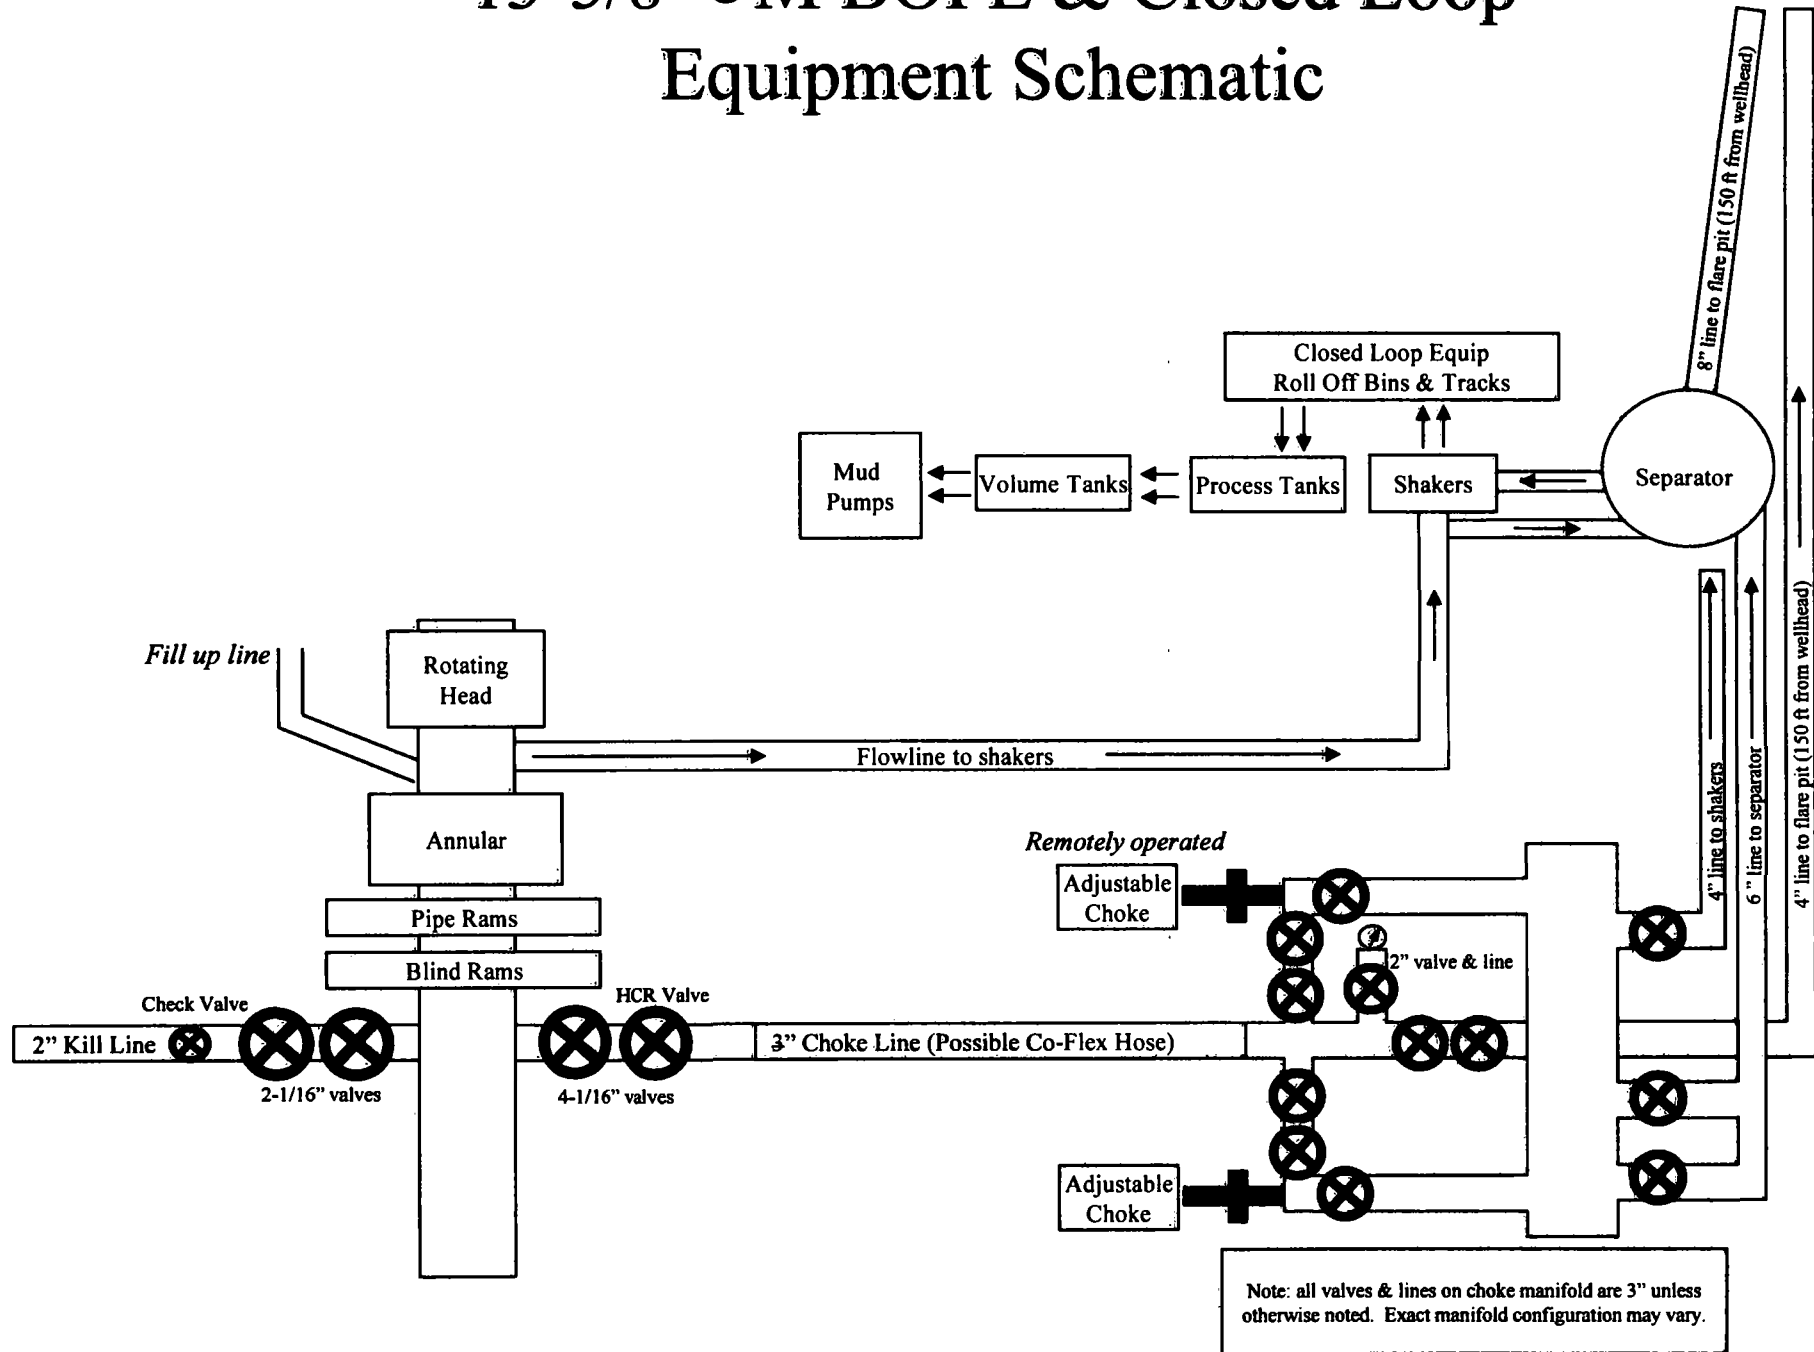 BOPE & Closed Loop
Equipment Schematic
8” line to flare pit (150 ft from wellhead)
Closed Loop Equip
Roll Off Bins & Tracks
Mud
Pumps
Volume Tanks
Process Tanks
Shakers
Separator
Fill up line
Rotating
Head
Flowline to shakers
4” line to shakers
6” line to separator
4” line to flare pit (150 ft from wellhead)
Annular
Remotely operated
Adjustable
Choke
Pipe Rams
Blind Rams
2” valve & line
Check Valve
HCR Valve
2” Kill Line
3” Choke Line (Possible Co-Flex Hose)
2-1/16” valves
4-1/16” valves
Adjustable
Choke
Note: all valves & lines on choke manifold are 3” unless
otherwise noted. Exact manifold configuration may vary.